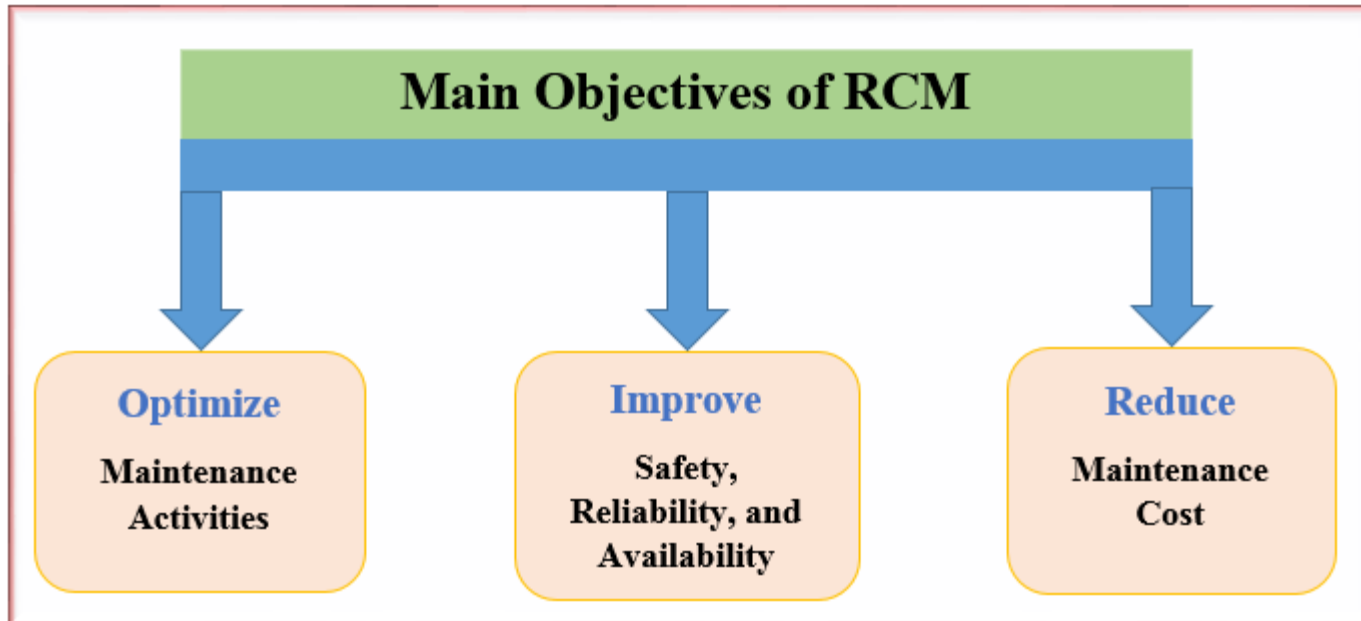 Main Objectives of RCM
Optimize
Maintenance
Activities
Improve
Safety,
Reliability, and
Availability
Reduce
Maintenance
Cost